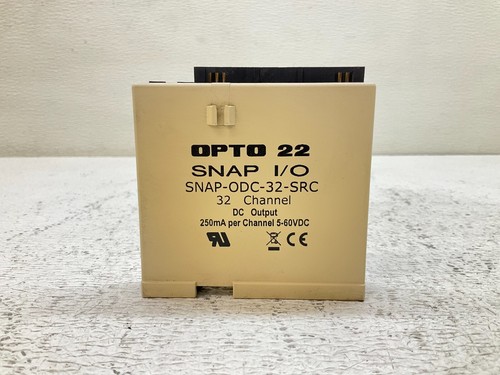 OPTO 22
SNAP I/O
SNAP-ODC-32-SRC
32 Channel
DC Output
250mA per Channel 5-60VDC
CE